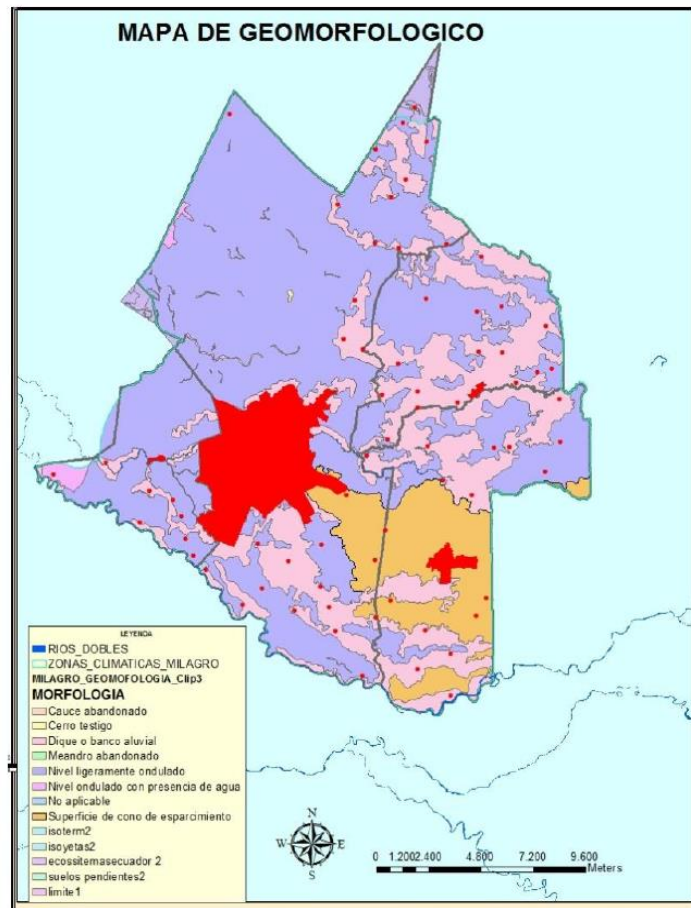 MAPA DE GEOMORFOLOGICO
LEYENDA
RIOS_DOBLES
ZONAS_CLIMATICAS_MILAGRO
MILAGRO_GEOMOFOLOGIA_Clip3
MORFOLOGIA
Cauce abandonado
Cerro testigo
Dique o banco aluvial
Meandro abandonado
Nivel ligeramente ondulado
Nivel ondulado con presencia de agua
No aplicable
Superficie de cono de esparcimiento
isoterm2
isoyetas2
ecossitemasecuador 2
suelos pendientes2
limite1
N
W E
S
0 1.2002.400 4.800 7.200 9.600
Meters